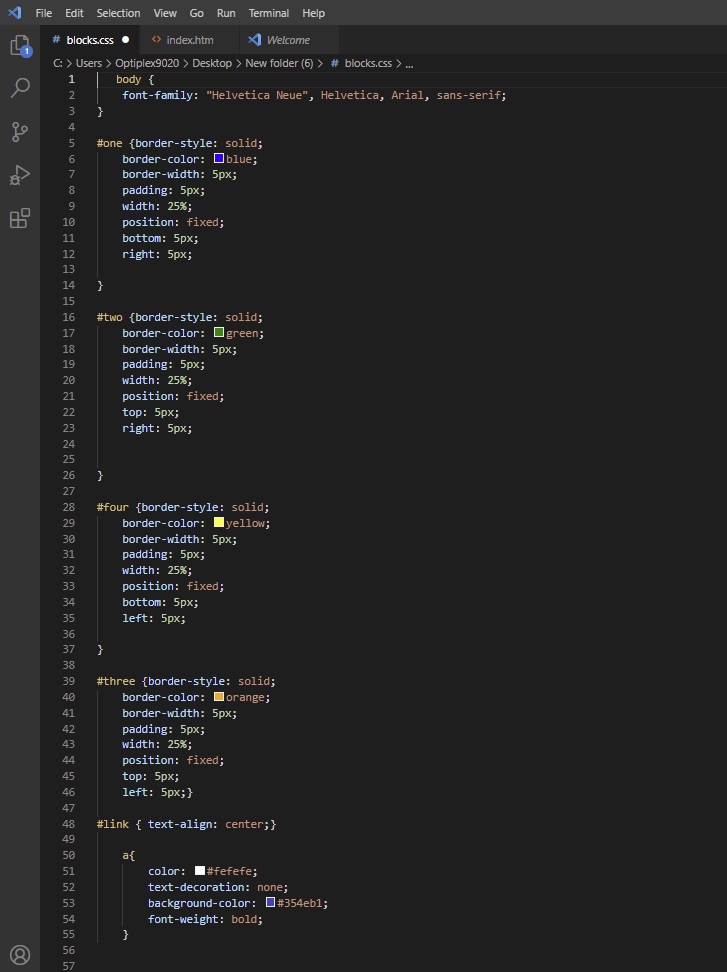 File Edit Selection View Go Run Terminal Help
# blocks.css ● <> index.htm Welcome
1
C: > Users > Optiplex9020 > Desktop > New folder (6) > # blocks.css > ...
1 body {
2 font-family: "Helvetica Neue", Helvetica, Arial, sans-serif;
3 }
4
5 #one {border-style: solid;
6 border-color: blue;
7 border-width: 5px;
8 padding: 5px;
9 width: 25%;
10 position: fixed;
11 bottom: 5px;
12 right: 5px;
13
14 }
15
16 #two {border-style: solid;
17 border-color: green;
18 border-width: 5px;
19 padding: 5px;
20 width: 25%;
21 position: fixed;
22 top: 5px;
23 right: 5px;
24
25
26 }
27
28 #four {border-style: solid;
29 border-color: yellow;
30 border-width: 5px;
31 padding: 5px;
32 width: 25%;
33 position: fixed;
34 bottom: 5px;
35 left: 5px;
36
37 }
38
39 #three {border-style: solid;
40 border-color: orange;
41 border-width: 5px;
42 padding: 5px;
43 width: 25%;
44 position: fixed;
45 top: 5px;
46 left: 5px;}
47
48 #link { text-align: center;}
49
50 a{
51 color: #fefefe;
52 text-decoration: none;
53 background-color: #354eb1;
54 font-weight: bold;
55 }
56
57